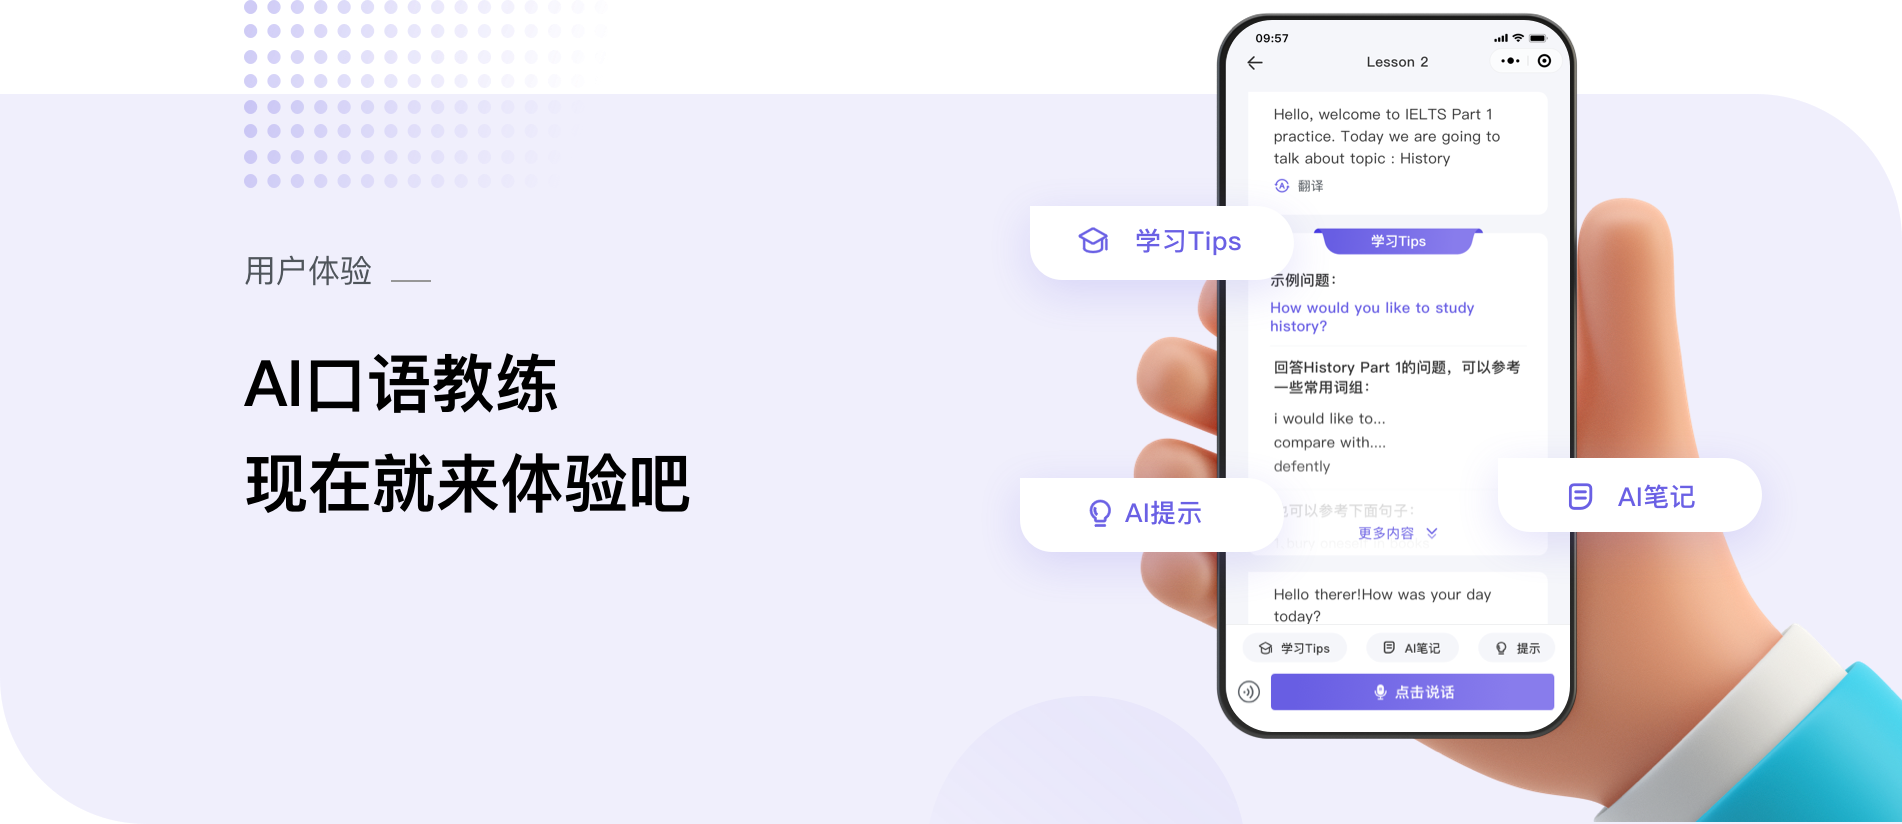 用户体验
AI口语教练
现在就来体验吧
09:57
Lesson 2
Hello, welcome to IELTS Part 1
practice. Today we are going to
talk about topic : History
翻译
学习Tips
学习Tips
示例问题：
How would you like to study
history?
回答History Part 1的问题，可以参考
一些常用词组：
i would like to...
compare with....
defently
可以参考下面句子：
更多内容
AI提示
AI笔记
Hello therer!How was your day
today?
学习Tips
AI笔记
提示
点击说话